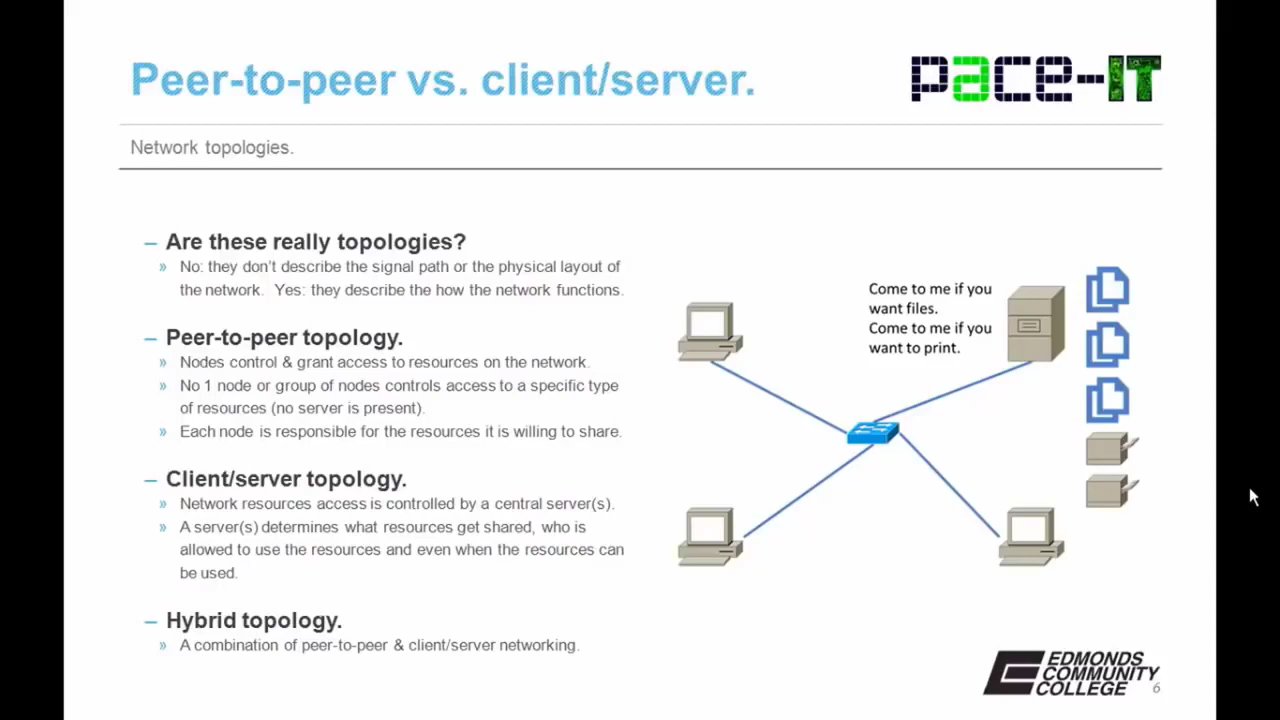 Peer-to-peer vs. client/server.
pace-IT
Network topologies.
– Are these really topologies?
» No: they don't describe the signal path or the physical layout of
the network. Yes: they describe the how the network functions.
– Peer-to-peer topology.
» Nodes control & grant access to resources on the network.
» No 1 node or group of nodes controls access to a specific type
of resources (no server is present).
» Each node is responsible for the resources it is willing to share.
– Client/server topology.
» Network resources access is controlled by a central server(s).
» A server(s) determines what resources get shared, who is
allowed to use the resources and even when the resources can
be used.
– Hybrid topology.
» A combination of peer-to-peer & client/server networking.
Come to me if you
want files.
Come to me if you
want to print.
EDMONDS
COMMUNITY
COLLEGE
6